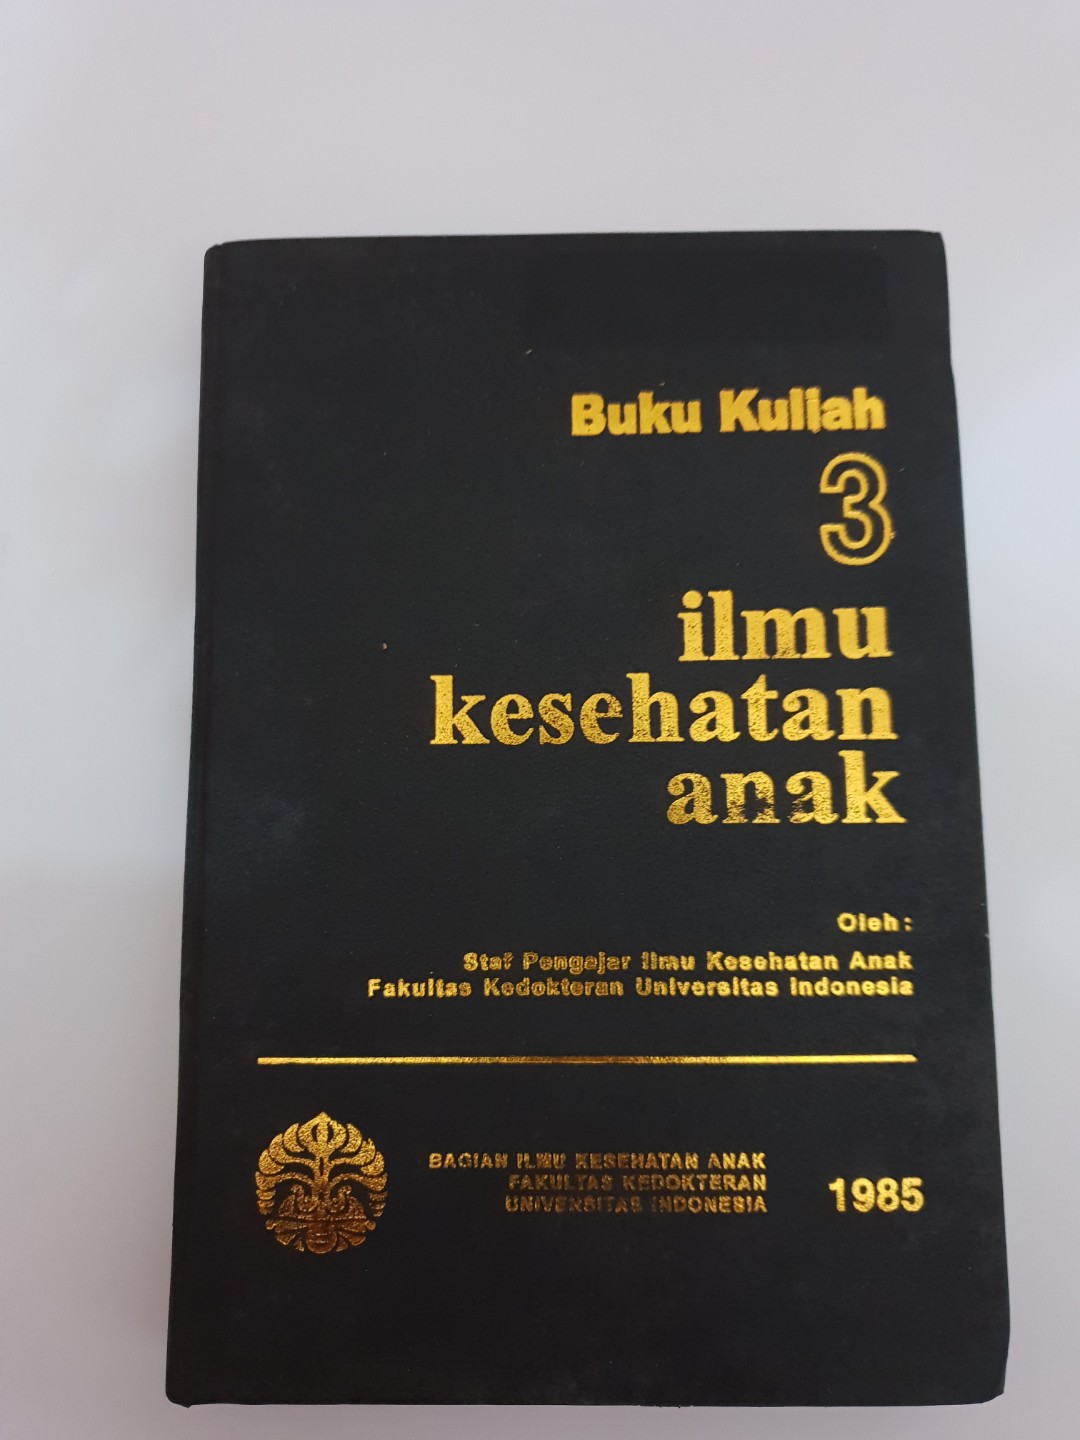 Buku Kuliah
3
ilmu
kesehatan
anak
Oleh :
Staf Pengajar Ilmu Kesehatan Anak
Fakultas Kedokteran Universitas Indonesia
BAGIAN ILMU KESEHATAN ANAK
FAKULTAS KEDOKTERAN
UNIVERSITAS INDONESIA
1985